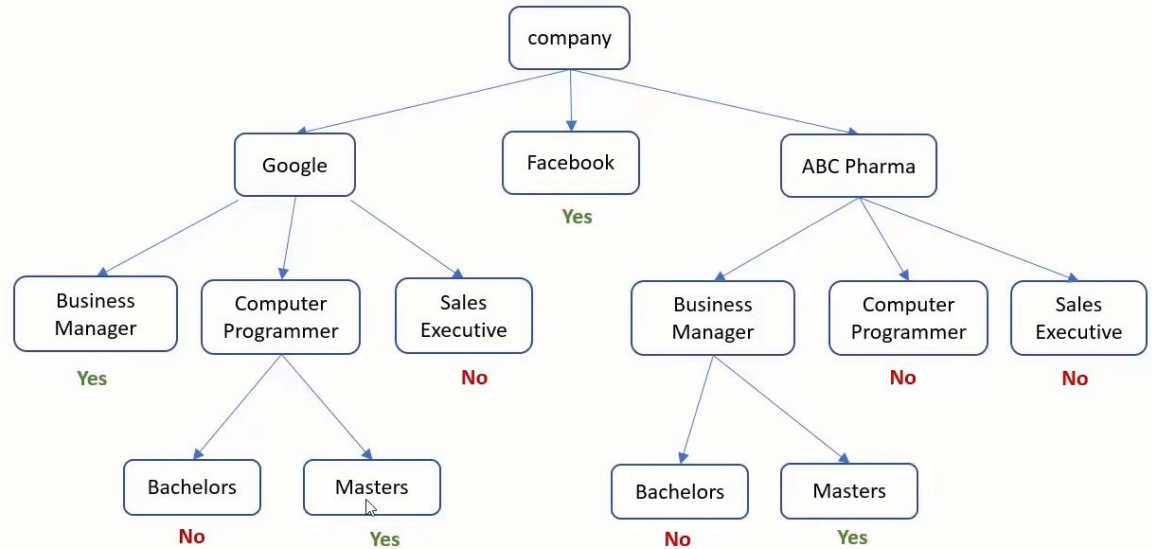 company
Google
Facebook
ABC Pharma
Yes
Business
Manager
Computer
Programmer
Sales
Executive
Business
Manager
Computer
Programmer
Sales
Executive
Yes
No
No
No
Bachelors
Masters
Bachelors
Masters
No
Yes
No
Yes